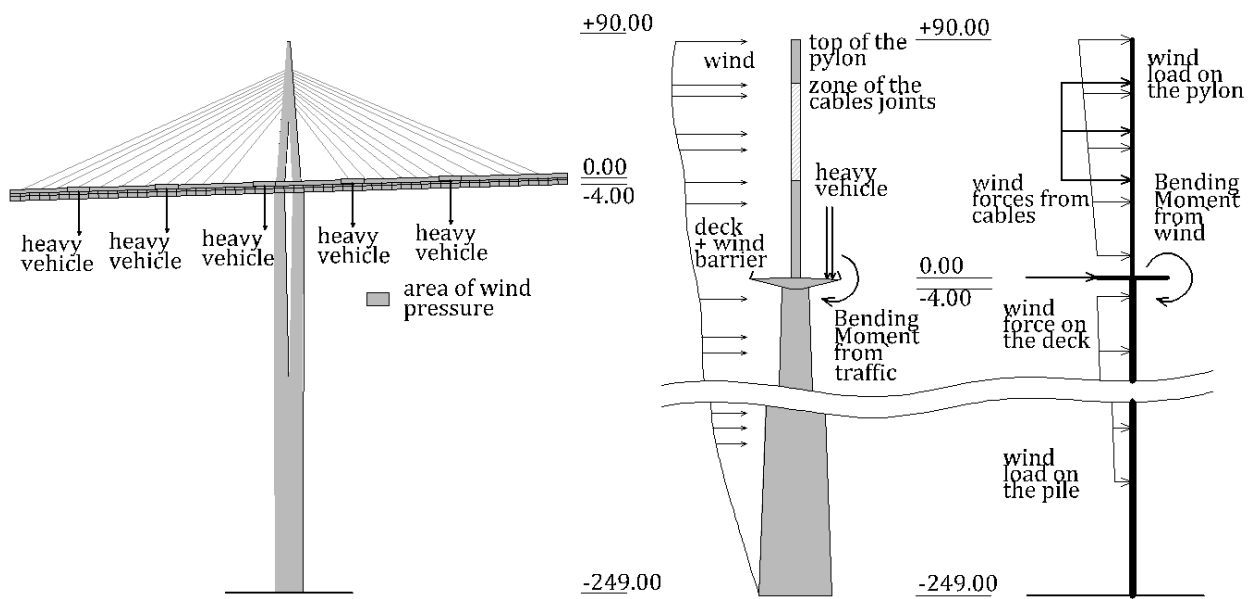 +90.00
0.00
-4.00
-249.00
heavy
vehicle
heavy
vehicle
heavy
vehicle
heavy
vehicle
heavy
vehicle
area of wind
pressure
wind
top of the
pylon
zone of the
cables joints
heavy
vehicle
deck
+ wind
barrier
Bending
Moment
from
traffic
+90.00
0.00
-4.00
-249.00
wind
load on
the pylon
wind
forces from
cables
Bending
Moment
from
wind
wind
force on
the deck
wind
load on
the pile